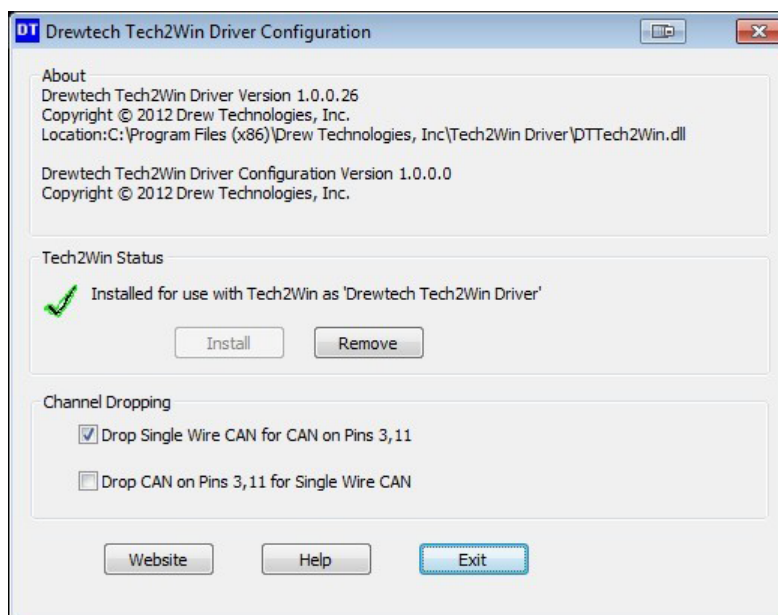 DT Drewtech Tech2Win Driver Configuration
About
Drewtech Tech2Win Driver Version 1.0.0.26
Copyright © 2012 Drew Technologies, Inc.
Location:C:\Program Files (x86)\Drew Technologies, Inc\Tech2Win Driver\DTTech2Win.dll
Drewtech Tech2Win Driver Configuration Version 1.0.0.0
Copyright © 2012 Drew Technologies, Inc.
Tech2Win Status
Installed for use with Tech2Win as 'Drewtech Tech2Win Driver'
Install Remove
Channel Dropping
Drop Single Wire CAN for CAN on Pins 3,11
Drop CAN on Pins 3,11 for Single Wire CAN
Website Help Exit